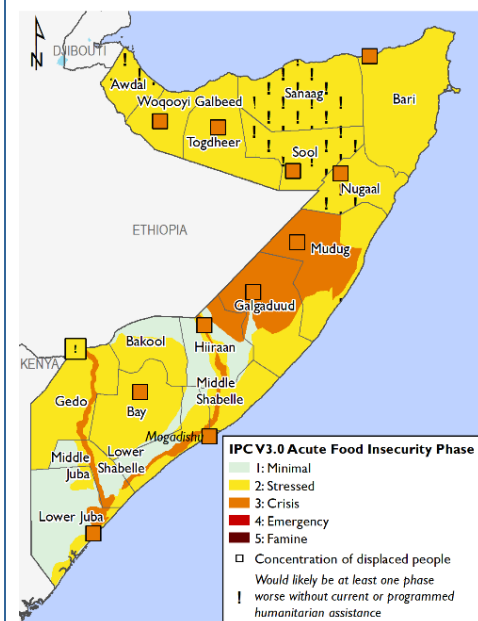 N
DJIBOUTI
Awdal
Woqooyi Galbeed
Togdheer
Sanaag
Bari
Sool
Nugaal
ETHIOPIA
Mudug
Galgaduud
Bakool
Hiiraan
KENYA
Gedo
Bay
Middle
Shabelle
Mogadishu
Middle
Juba
Lower
Shabelle
Lower Juba
IPC V3.0 Acute Food Insecurity Phase
1: Minimal
2: Stressed
3: Crisis
4: Emergency
5: Famine
Concentration of displaced people
Would likely be at least one phase
! worse without current or programmed
humanitarian assistance